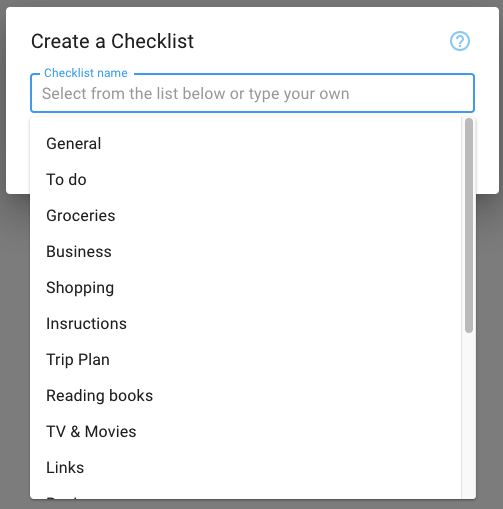 Create a Checklist
?
Checklist name
Select from the list below or type your own
General
To do
Groceries
Business
Shopping
Insructions
Trip Plan
Reading books
TV & Movies
Links